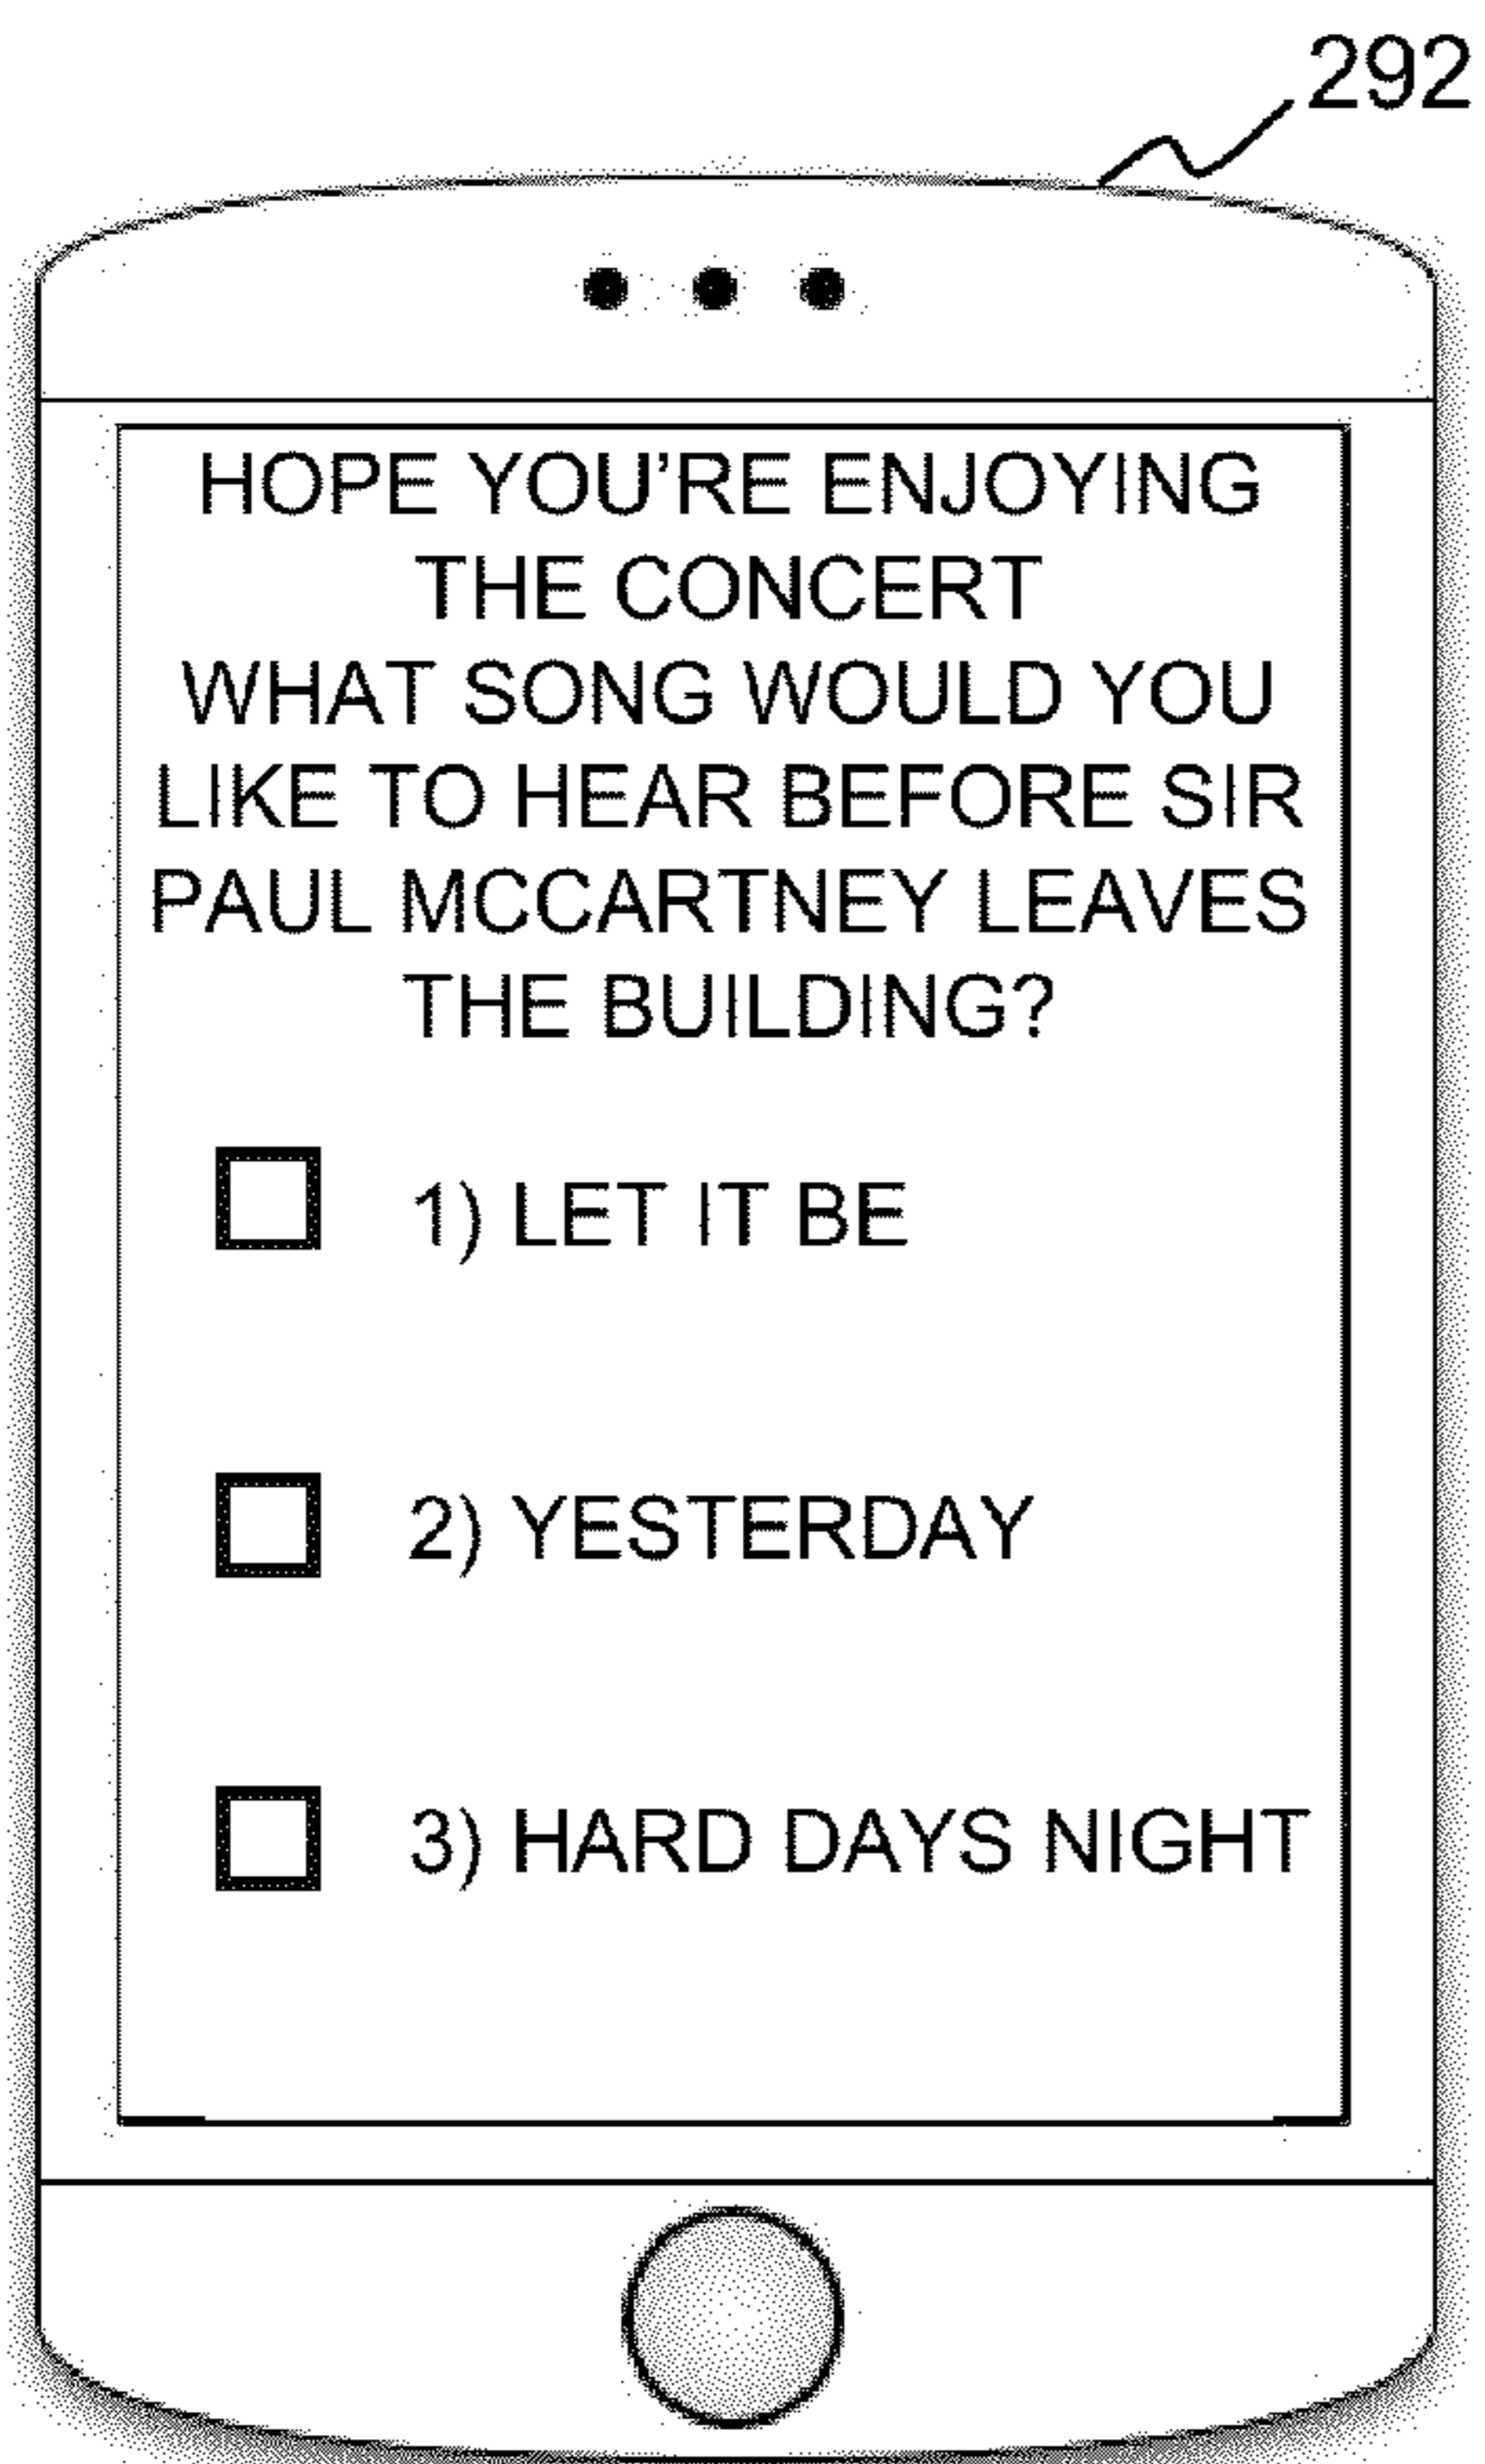 292
HOPE YOU'RE ENJOYING
THE CONCERT
WHAT SONG WOULD YOU
LIKE TO HEAR BEFORE SIR
PAUL MCCARTNEY LEAVES
THE BUILDING?
1) LET IT BE
2) YESTERDAY
3) HARD DAYS NIGHT